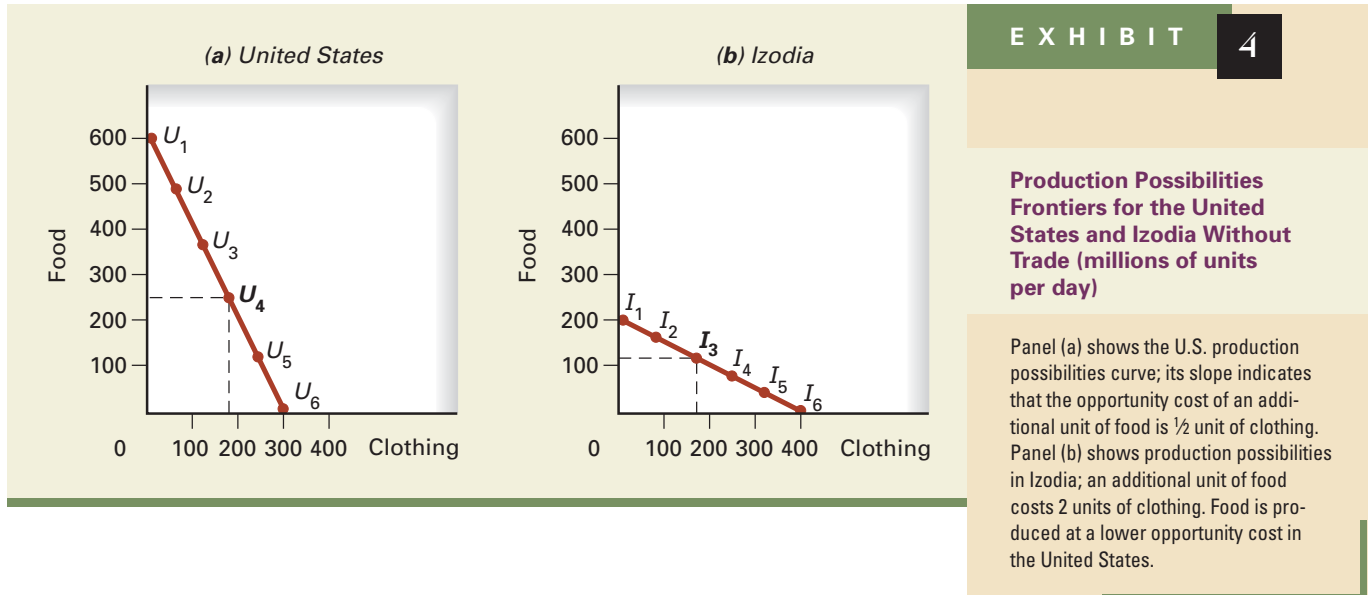 (a) United States
600
500
400
300
200
100
Food
U1
U2
U3
U4
U5
U6
0
100 200 300 400 Clothing
(b) Izodia
600
500
400
300
200
100
Food
I1
I2
I3
I4
I5
I6
0
100 200 300 400 Clothing
EXHIBIT 4
Production Possibilities
Frontiers for the United
States and Izodia Without
Trade (millions of units
per day)
Panel (a) shows the U.S. production
possibilities curve; its slope indicates
that the opportunity cost of an addi-
tional unit of food is ½ unit of clothing.
Panel (b) shows production possibilities
in Izodia; an additional unit of food
costs 2 units of clothing. Food is pro-
duced at a lower opportunity cost in
the United States.